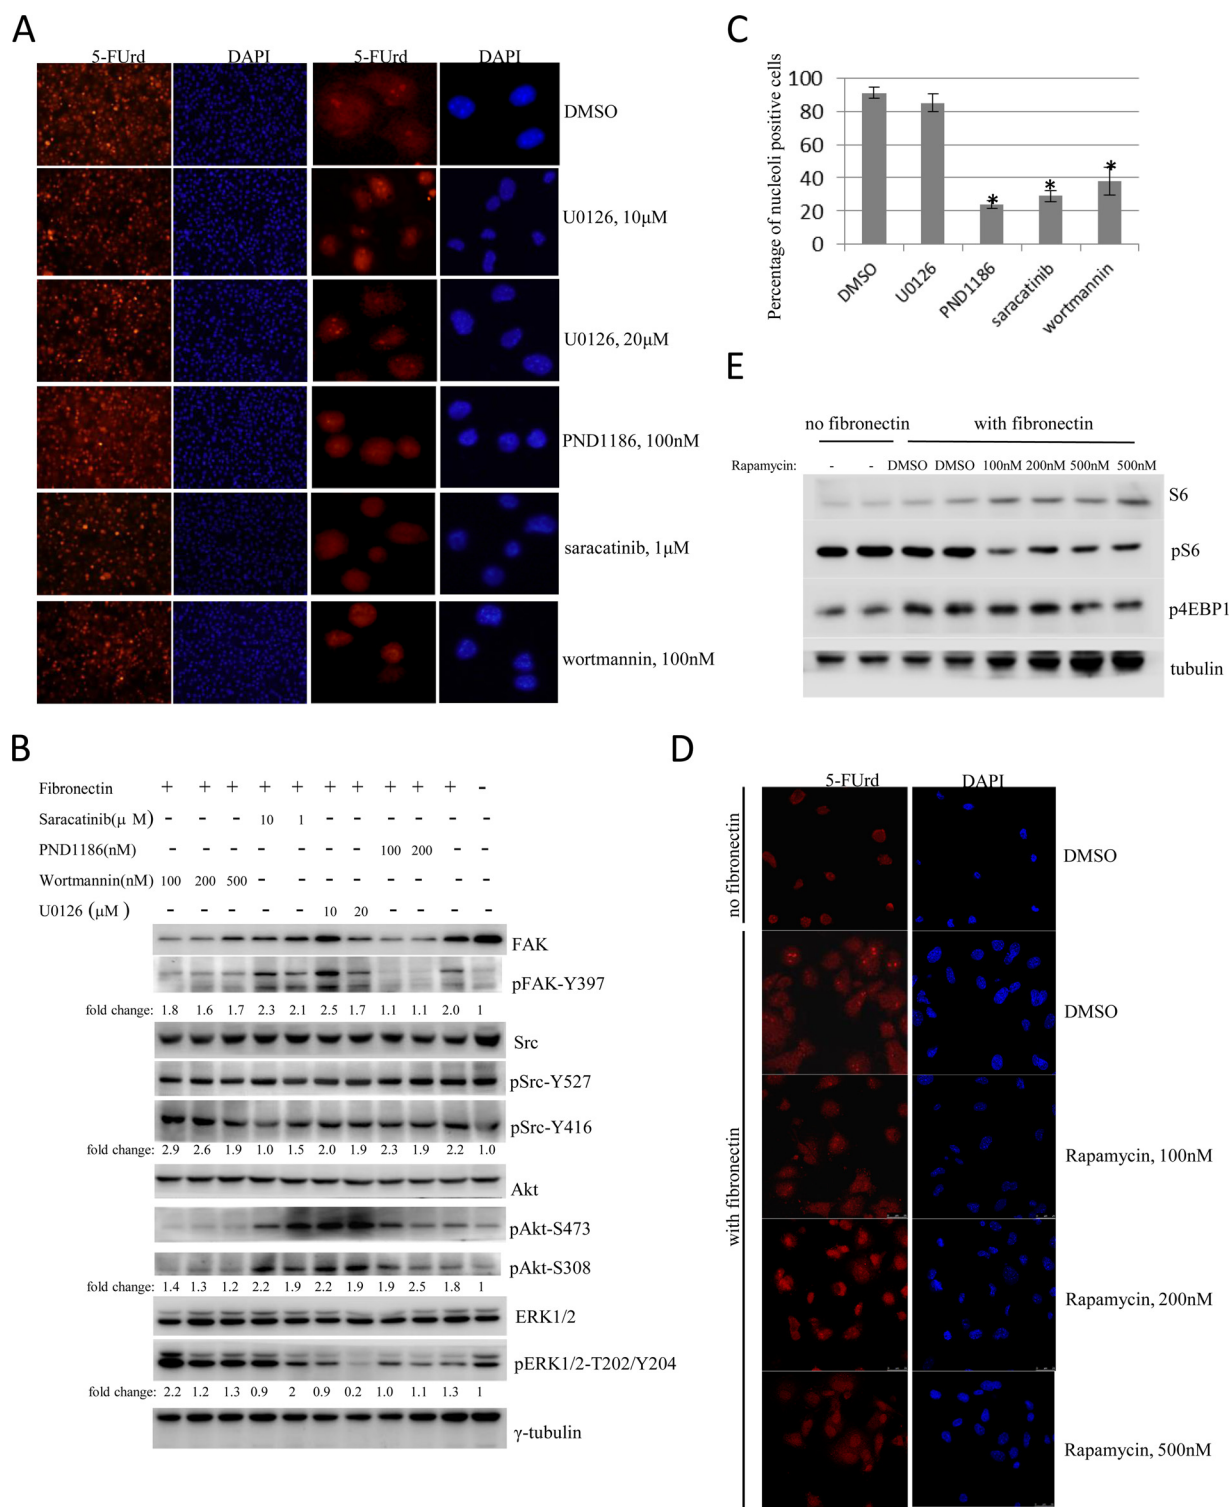 A
5-FUrd DAPI 5-FUrd DAPI
DMSO
U0126, 10μM
U0126, 20μM
PND1186, 100nM
saracatinib, 1μM
wortmannin, 100nM
B
Fibronectin + + + + + + + + + + -
Saracatinib(μ M) - - - 10 1 - - - - - -
PND1186(nM) - - - - - - - 100 200 - -
Wortmannin(nM) 100 200 500 - - - - - - - -
U0126 (μM ) - - - - - 10 20 - - - -
FAK
pFAK-Y397
fold change: 1.8 1.6 1.7 2.3 2.1 2.5 1.7 1.1 1.1 2.0 1
Src
pSrc-Y527
pSrc-Y416
fold change: 2.9 2.6 1.9 1.0 1.5 2.0 1.9 2.3 1.9 2.2 1.0
Akt
pAkt-S473
pAkt-S308
fold change: 1.4 1.3 1.2 2.2 1.9 2.2 1.9 1.9 2.5 1.8 1
ERK1/2
pERK1/2-T202/Y204
fold change: 2.2 1.2 1.3 0.9 2 0.9 0.2 1.0 1.1 1.3 1
γ-tubulin
C
Percentage of nucleoli positive cells
100
80
60
40
20
0
* * *
DMSO U0126 PND1186 saracatinib wortmannin
E
no fibronectin with fibronectin
Rapamycin: - - DMSO DMSO 100nM 200nM 500nM 500nM
S6
pS6
p4EBP1
tubulin
D
5-FUrd DAPI
no fibronectin
DMSO
with fibronectin
DMSO
Rapamycin, 100nM
Rapamycin, 200nM
Rapamycin, 500nM